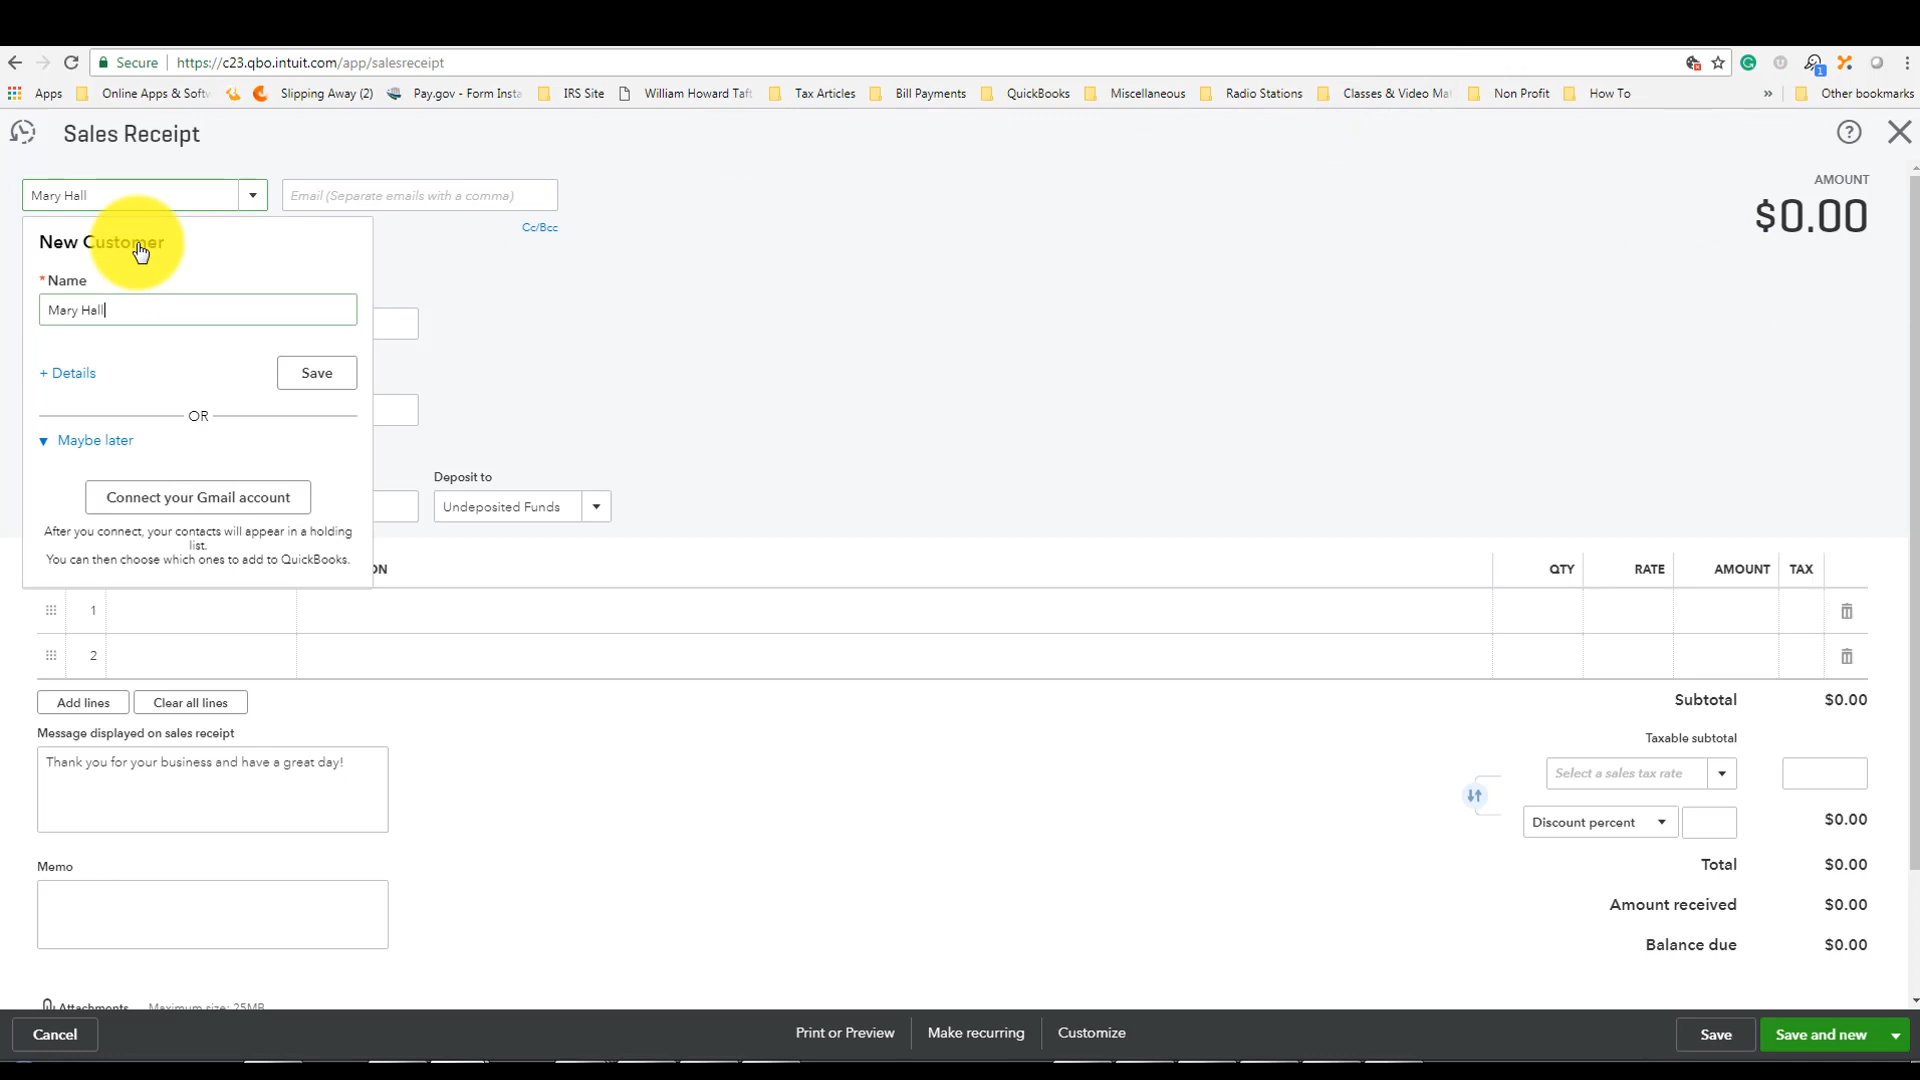 Secure https://c23.qbo.intuit.com/app/salesreceipt
Apps Online Apps & Softw Slipping Away (2) Pay.gov - Form Insta IRS Site William Howard Taft Tax Articles Bill Payments QuickBooks Miscellaneous Radio Stations Classes & Video Mat Non Profit How To » Other bookmarks
Sales Receipt
?
Mary Hall
Email (Separate emails with a comma)
AMOUNT
$0.00
Cc/Bcc
New Customer
* Name
Mary Hall
+ Details
Save
OR
Maybe later
Connect your Gmail account
After you connect, your contacts will appear in a holding
list.
You can then choose which ones to add to QuickBooks.
Deposit to
Undeposited Funds
ON QTY RATE AMOUNT TAX
1
2
Add lines Clear all lines
Subtotal $0.00
Message displayed on sales receipt
Thank you for your business and have a great day!
Taxable subtotal
Select a sales tax rate
Discount percent $0.00
Total $0.00
Memo
Amount received $0.00
Balance due $0.00
Attachments Maximum size: 25MB
Cancel Print or Preview Make recurring Customize Save Save and new